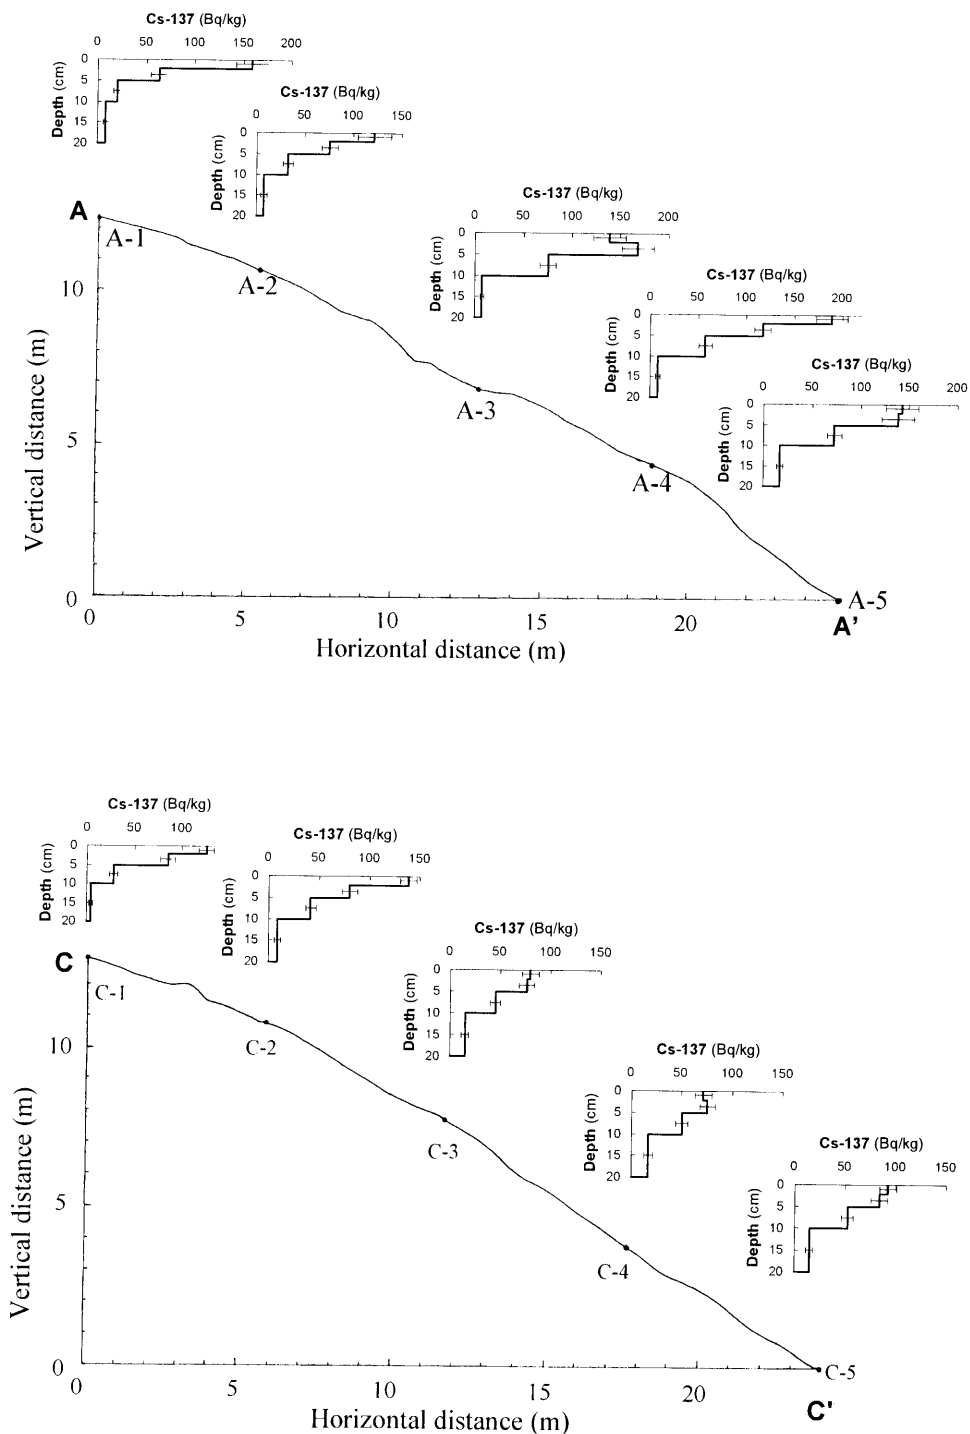 Cs-137 (Bq/kg)
0 50 100 150 200
Depth (cm)
0
5
10
15
20
Cs-137 (Bq/kg)
0 50 100 150
Depth (cm)
0
5
10
15
20
Cs-137 (Bq/kg)
0 50 100 150 200
Depth (cm)
0
5
10
15
20
Cs-137 (Bq/kg)
0 50 100 150 200
Depth (cm)
0
5
10
15
20
Cs-137 (Bq/kg)
0 50 100 150 200
Depth (cm)
0
5
10
15
20
A
A-1
A-2
A-3
A-4
A-5
A'
Vertical distance (m)
10
5
0
0 5 10 15 20
Horizontal distance (m)
Cs-137 (Bq/kg)
0 50 100
Depth (cm)
0
5
10
15
20
Cs-137 (Bq/kg)
0 50 100 150
Depth (cm)
0
5
10
15
20
Cs-137 (Bq/kg)
0 50 100 150
Depth (cm)
0
5
10
15
20
Cs-137 (Bq/kg)
0 50 100 150
Depth (cm)
0
5
10
15
20
Cs-137 (Bq/kg)
0 50 100 150
Depth (cm)
0
5
10
15
20
C
C-1
C-2
C-3
C-4
C-5
C'
Vertical distance (m)
10
5
0
0 5 10 15 20
Horizontal distance (m)